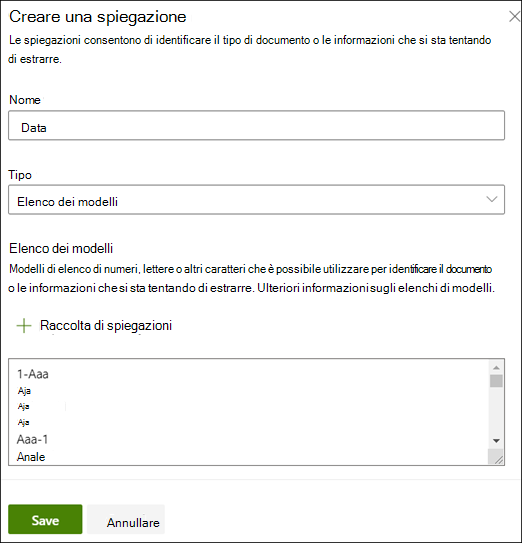 Creare una spiegazione
Le spiegazioni consentono di identificare il tipo di documento o le informazioni che si sta tentando
di estrarre.
Nome
Data
Tipo
Elenco dei modelli
Elenco dei modelli
Modelli di elenco di numeri, lettere o altri caratteri che è possibile utilizzare per identificare il documento
o le informazioni che si sta tentando di estrarre. Ulteriori informazioni sugli elenchi di modelli.
Raccolta di spiegazioni
1-Aaa
Aja
Aja
Aja
Aaa-1
Anale
Save
Annullare